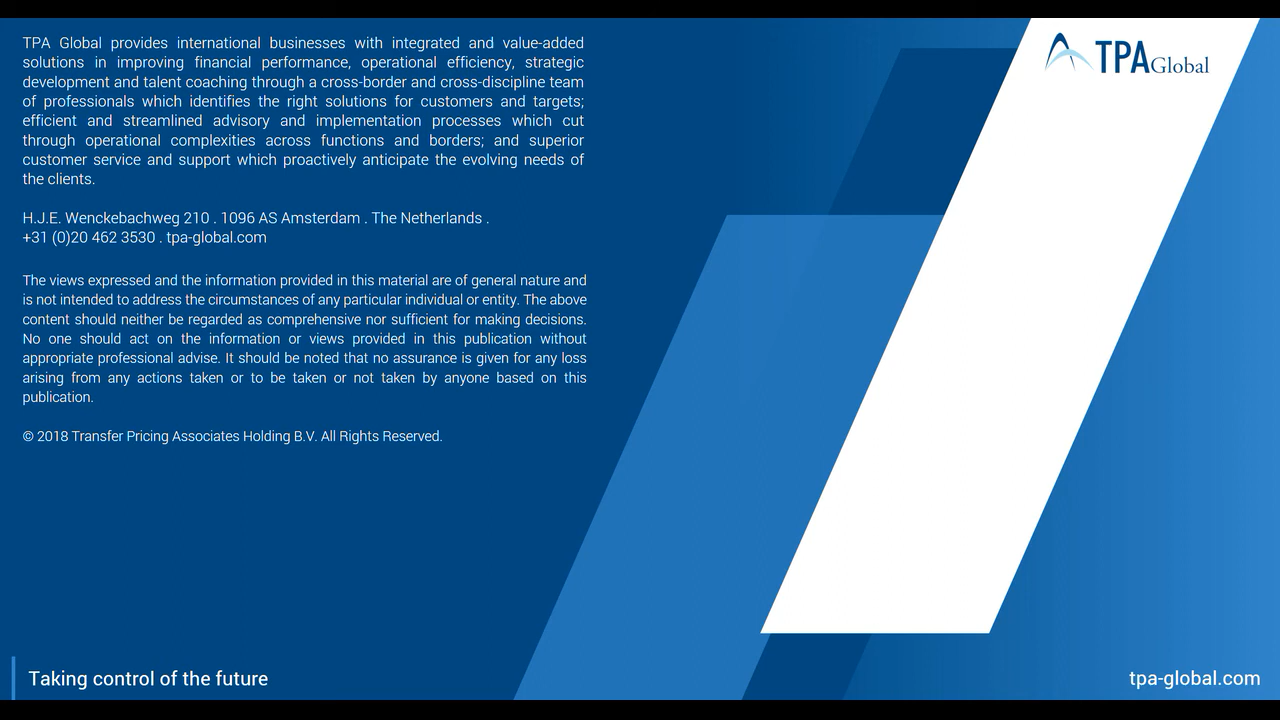 TPA Global provides international businesses with integrated and value-added
solutions in improving financial performance, operational efficiency, strategic
development and talent coaching through a cross-border and cross-discipline team
of professionals which identifies the right solutions for customers and targets;
efficient and streamlined advisory and implementation processes which cut
through operational complexities across functions and borders; and superior
customer service and support which proactively anticipate the evolving needs of
the clients.
H.J.E. Wenckebachweg 210 . 1096 AS Amsterdam . The Netherlands .
+31 (0)20 462 3530 . tpa-global.com
The views expressed and the information provided in this material are of general nature and
is not intended to address the circumstances of any particular individual or entity. The above
content should neither be regarded as comprehensive nor sufficient for making decisions.
No one should act on the information or views provided in this publication without
appropriate professional advise. It should be noted that no assurance is given for any loss
arising from any actions taken or to be taken or not taken by anyone based on this
publication.
© 2018 Transfer Pricing Associates Holding B.V. All Rights Reserved.
TPAGlobal
Taking control of the future
tpa-global.com